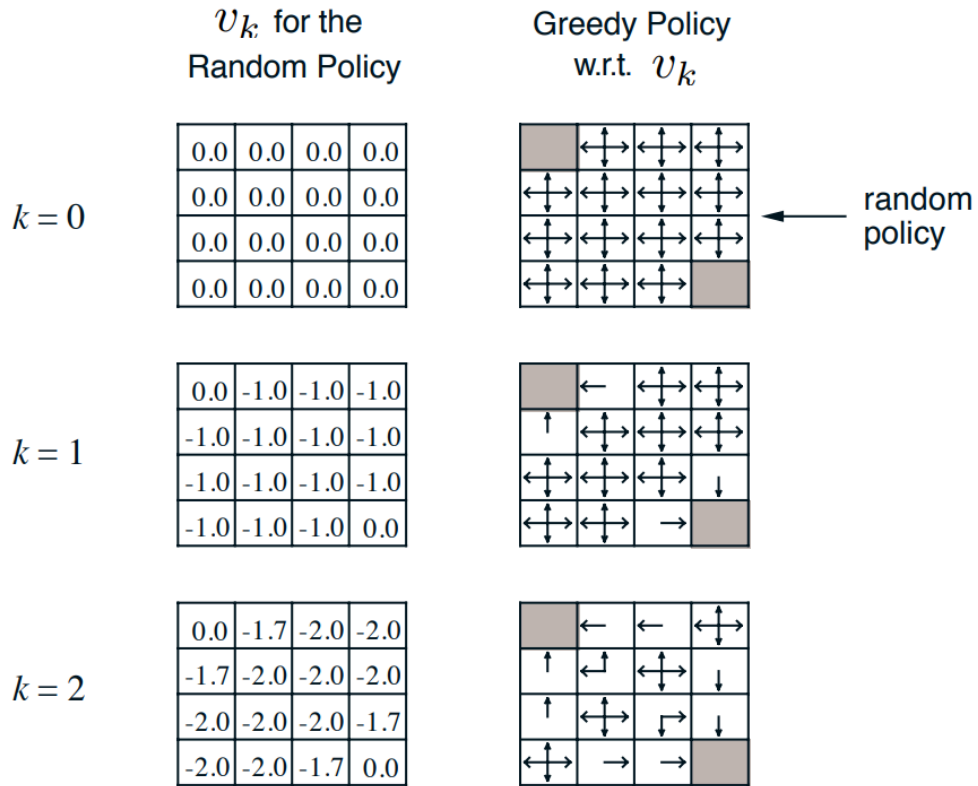 v_k for the
Random Policy
Greedy Policy
w.r.t. v_k
k = 0
0.0 0.0 0.0 0.0
0.0 0.0 0.0 0.0
0.0 0.0 0.0 0.0
0.0 0.0 0.0 0.0
random
policy
k = 1
0.0 -1.0 -1.0 -1.0
-1.0 -1.0 -1.0 -1.0
-1.0 -1.0 -1.0 -1.0
-1.0 -1.0 -1.0 0.0
k = 2
0.0 -1.7 -2.0 -2.0
-1.7 -2.0 -2.0 -2.0
-2.0 -2.0 -2.0 -1.7
-2.0 -2.0 -1.7 0.0